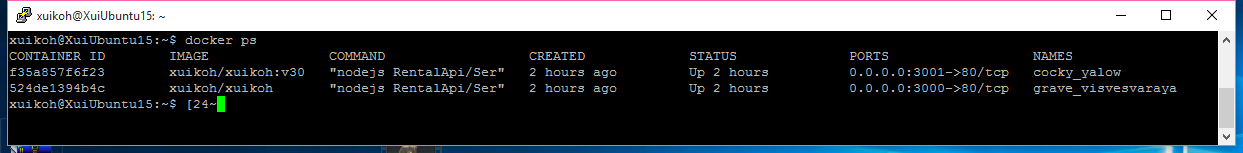 xuikoh@XuiUbuntu15: ~
xuikoh@XuiUbuntu15:~$ docker ps
CONTAINER ID        IMAGE               COMMAND                  CREATED             STATUS              PORTS                  NAMES
f35a857f6f23        xuikoh/xuikoh:v30   "nodejs RentalApi/Ser"   2 hours ago         Up 2 hours          0.0.0.0:3001->80/tcp   cocky_yalow
524de1394b4c        xuikoh/xuikoh       "nodejs RentalApi/Ser"   2 hours ago         Up 2 hours          0.0.0.0:3000->80/tcp   grave_visvesvaraya
xuikoh@XuiUbuntu15:~$ [24~